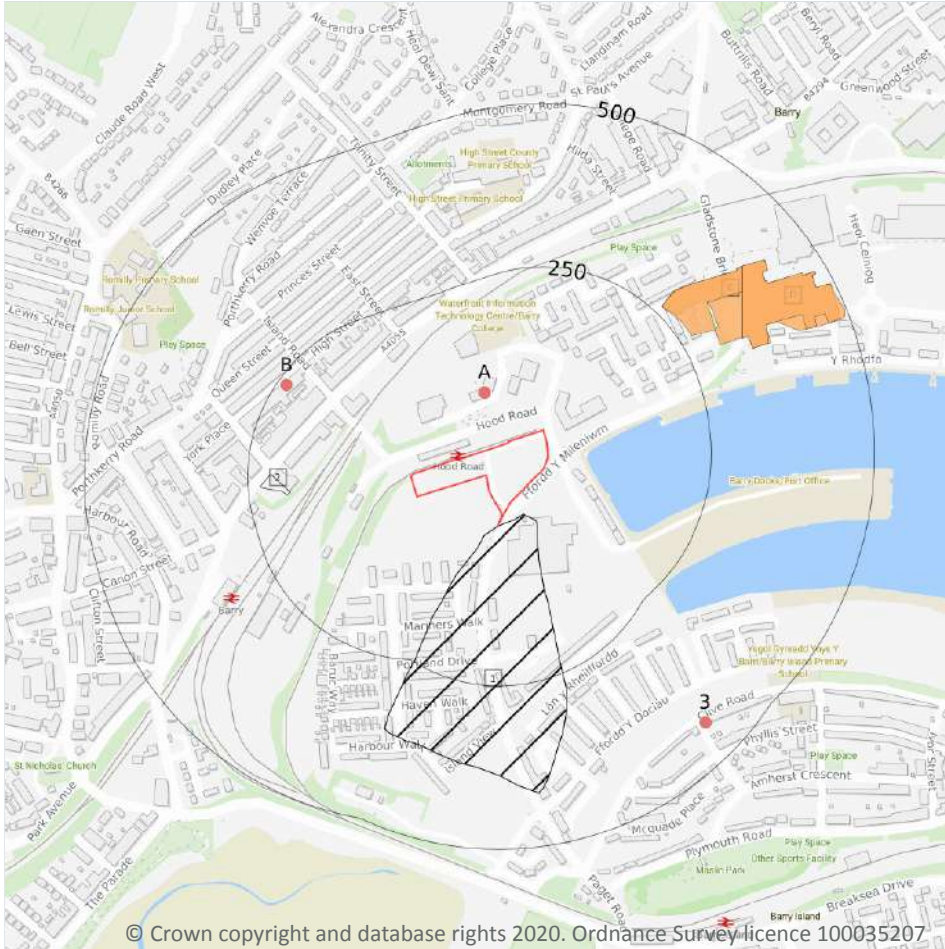 Alexandra Crescent
Heol Dewi Sant
College Place
Llandinam Road
St Paul's Avenue
Buttrills Road
Beryl Road
B4294
Greenwood Street
Claude Road West
Montgomery Road
500
College Road
Barry
B4266
Dudley Place
Trinity Street
Allotments
High Street County
Primary School
Hilda Street
High Street Primary School
Gaen Street
Wenvoe Terrace
Gladstone Bridge
Heol Ceiniog
Play Space
Romilly Primary School
Porthkerry Road
Princes Street
East Street
250
Lewis Street
Romilly Junior School
Island Road
High Street
A4055
Waterfront Information
Technology Centre/Barry
College
Bell Street
Play Space
Queen Street
B
A
Y Rhodfa
A4050
Romilly Road
York Place
Hood Road
Porthkerry Road
2
Hood Road
Ffordd Y Mileniwm
Barry Docks/Port Office
Harbour Road
Canon Street
Clifton Street
Barry
Manners Walk
Portland Drive
1
Haven Walk
Harbour Walk
Island View
Lôn Y Rheilffordd
Ffordd Y Dociau
3
Clive Road
Phyllis Street
Play Space
Amherst Crescent
St Nicholas' Church
Park Avenue
The Parade
Mcquade Place
Plymouth Road
Play Space
Other Sports Facility
Maslin Park
Paget Road
Breaksea Drive
Barry Island
© Crown copyright and database rights 2020. Ordnance Survey licence 100035207.